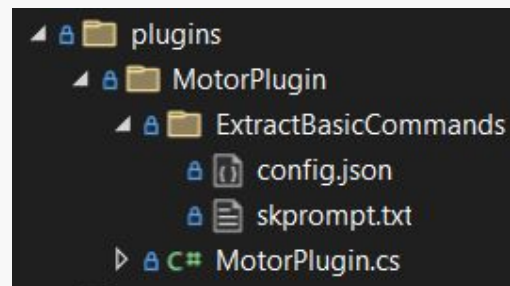 plugins
MotorPlugin
ExtractBasicCommands
config.json
skprompt.txt
C# MotorPlugin.cs